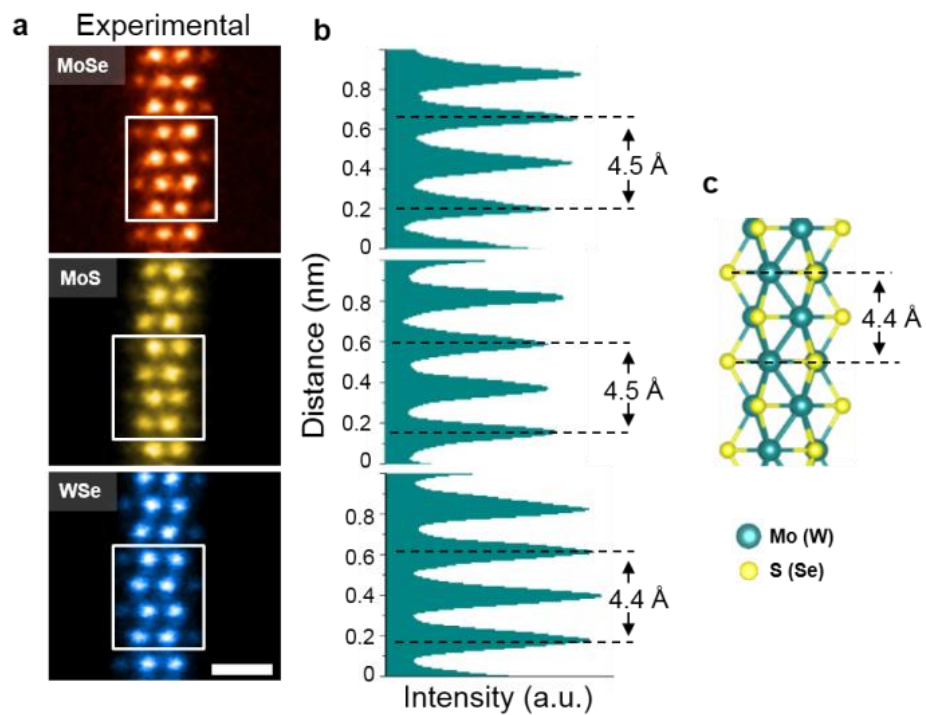 a Experimental b
MoSe
0.8
0.6
0.4
0.2
0
4.5 Å
MoS
Distance (nm)
0.8
0.6
0.4
0.2
0
4.5 Å
WSe
0.8
0.6
0.4
0.2
0
4.4 Å
Intensity (a.u.)
c
4.4 Å
Mo (W)
S (Se)